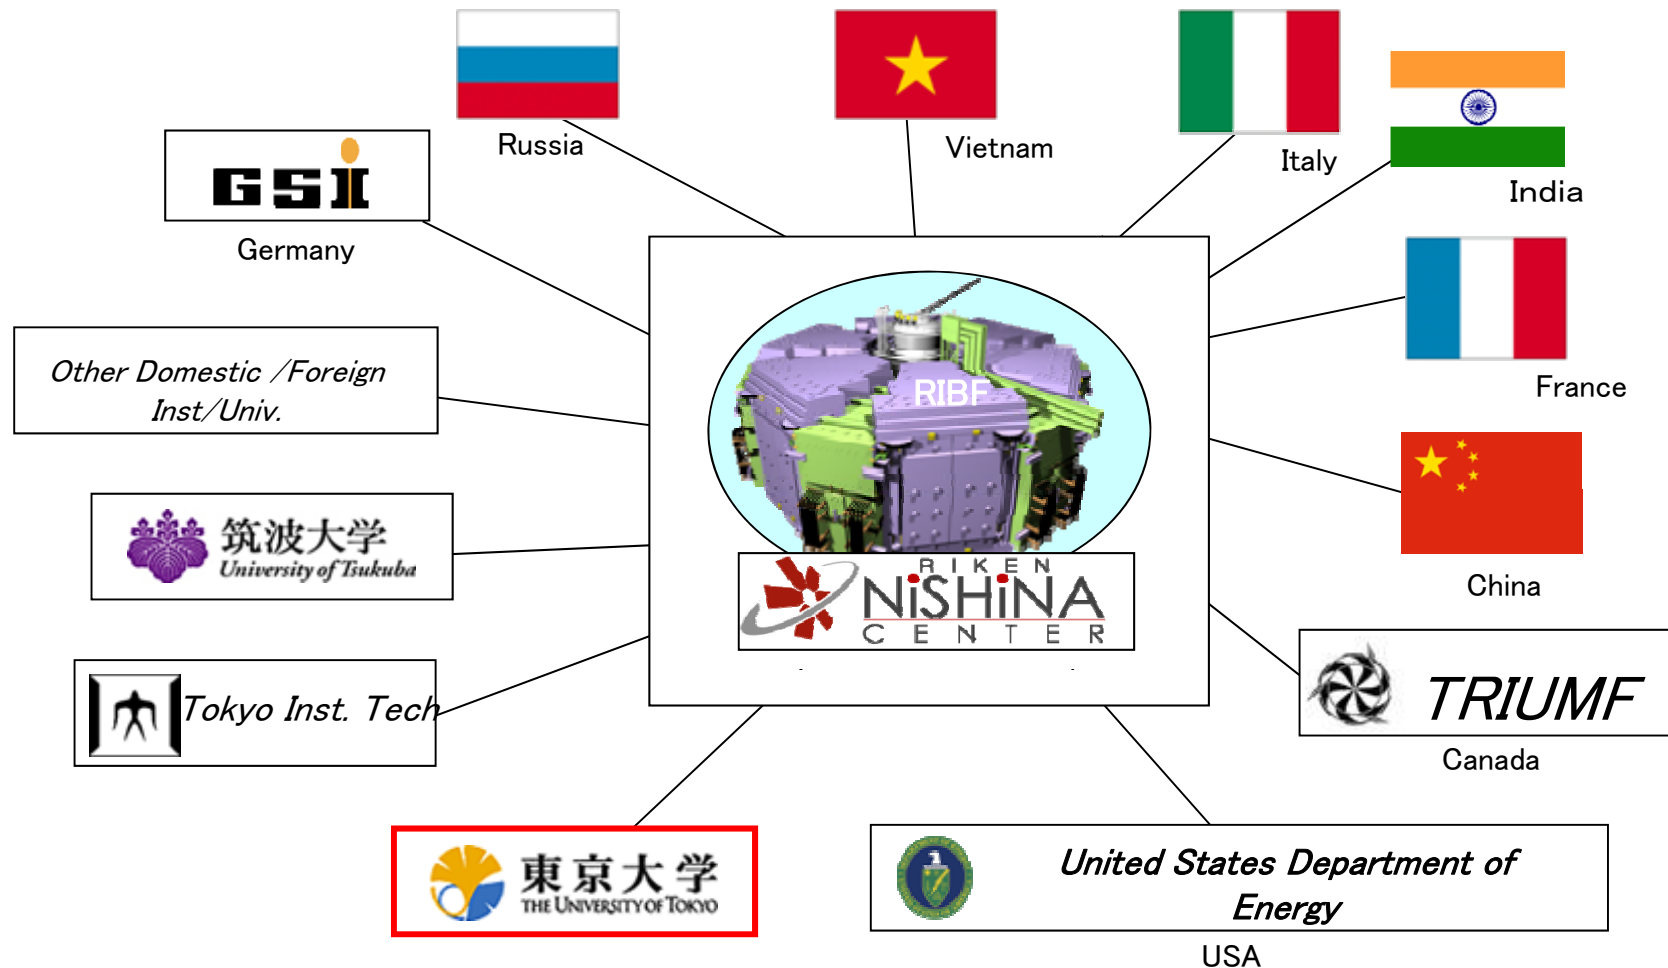 Russia
Vietnam
Italy
India
GSI
Germany
France
Other Domestic /Foreign
Inst/Univ.
RIBF
筑波大学
University of Tsukuba
RIKEN
NiSHiNA
CENTER
China
Tokyo Inst. Tech
TRIUMF
Canada
東京大学
THE UNIVERSITY OF TOKYO
United States Department of
Energy
USA